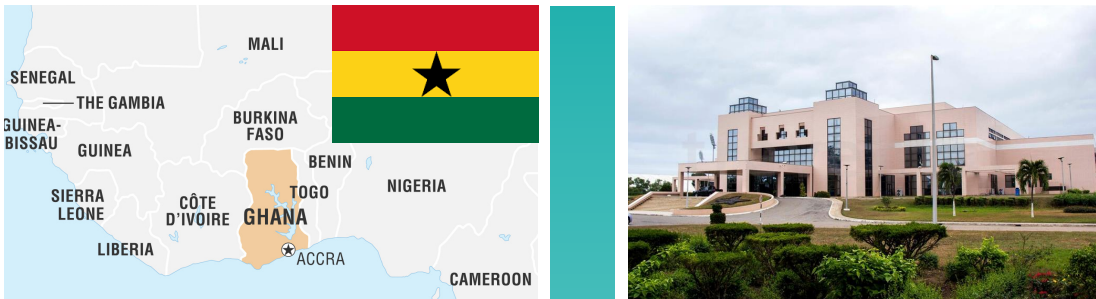 MALI
SENEGAL
THE GAMBIA
GUINEA-
BISSAU
GUINEA
BURKINA
FASO
BENIN
NIGERIA
TOGO
SIERRA
LEONE
CÔTE
D'IVOIRE
GHANA
LIBERIA
ACCRA
CAMEROON